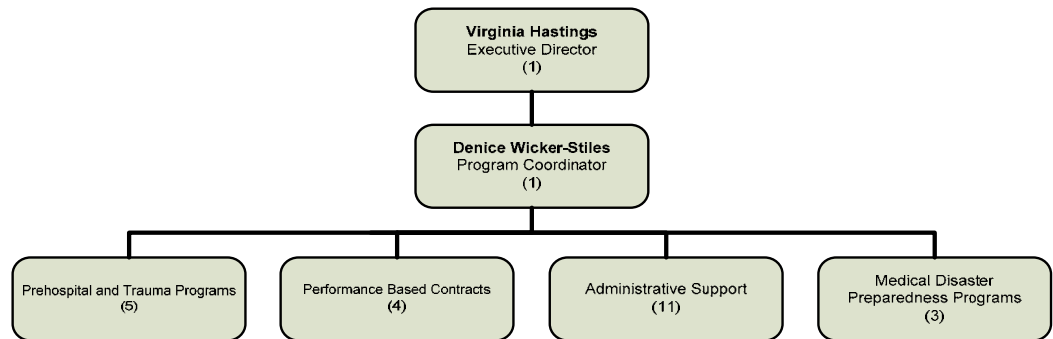 Virginia Hastings
Executive Director
(1)
Denice Wicker-Stiles
Program Coordinator
(1)
Prehospital and Trauma Programs
(5)
Performance Based Contracts
(4)
Administrative Support
(11)
Medical Disaster
Preparedness Programs
(3)